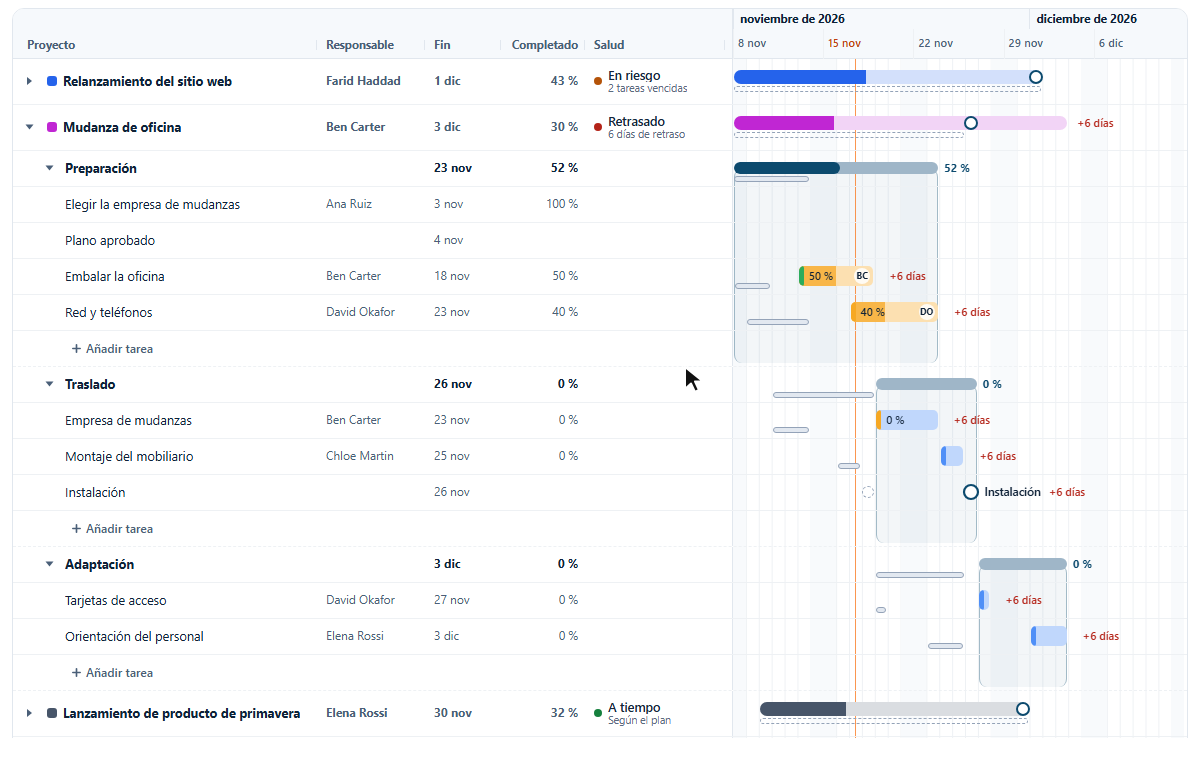 noviembre de 2026 diciembre de 2026
Proyecto Responsable Fin Completado Salud 8 nov 15 nov 22 nov 29 nov 6 dic
Relanzamiento del sitio web Farid Haddad 1 dic 43 % En riesgo
2 tareas vencidas
Mudanza de oficina Ben Carter 3 dic 30 % Retrasado +6 días
6 días de retraso
Preparación 23 nov 52 % 52 %
Elegir la empresa de mudanzas Ana Ruiz 3 nov 100 %
Plano aprobado 4 nov
Embalar la oficina Ben Carter 18 nov 50 % 50 % BC +6 días
Red y teléfonos David Okafor 23 nov 40 % 40 % DO +6 días
+ Añadir tarea
Traslado 26 nov 0 % 0 %
Empresa de mudanzas Ben Carter 23 nov 0 % 0 % +6 días
Montaje del mobiliario Chloe Martin 25 nov 0 % +6 días
Instalación 26 nov Instalación +6 días
+ Añadir tarea
Adaptación 3 dic 0 % 0 %
Tarjetas de acceso David Okafor 27 nov 0 % +6 días
Orientación del personal Elena Rossi 3 dic 0 % +6 días
+ Añadir tarea
Lanzamiento de producto de primavera Elena Rossi 30 nov 32 % A tiempo
Según el plan